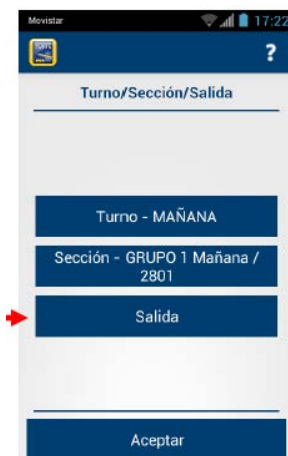 Movistar 17:22
?
Turno/Sección/Salida
Turno - MAÑANA
Sección - GRUPO 1 Mañana /
2801
Salida
Aceptar